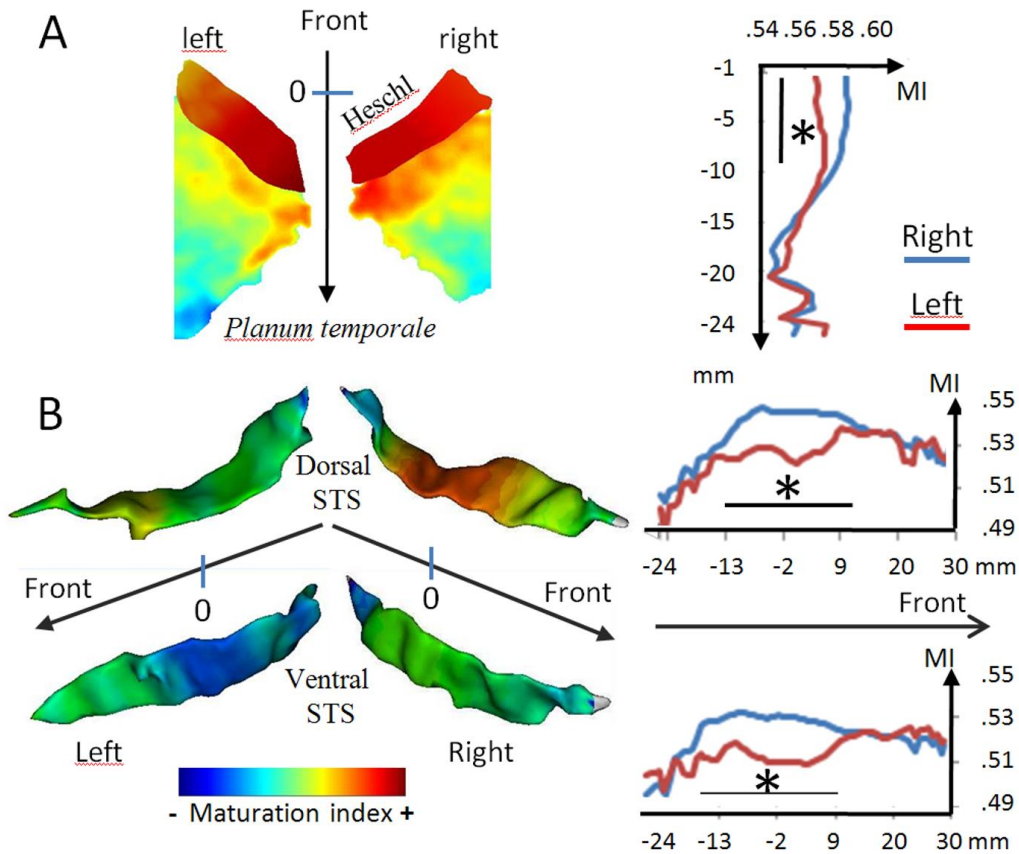 A
left
Front
right
0
Heschl
Planum temporale
.54 .56 .58 .60
-1
MI
-5
*
-10
-15
-20
-24
Right
Left
mm
B
Dorsal
STS
Front
0
0
Front
Ventral
STS
Left
Right
- Maturation index +
MI
.55
.53
.51
.49
*
-24 -13 -2 9 20 30 mm
Front
MI
.55
.53
.51
.49
*
-24 -13 -2 9 20 30 mm